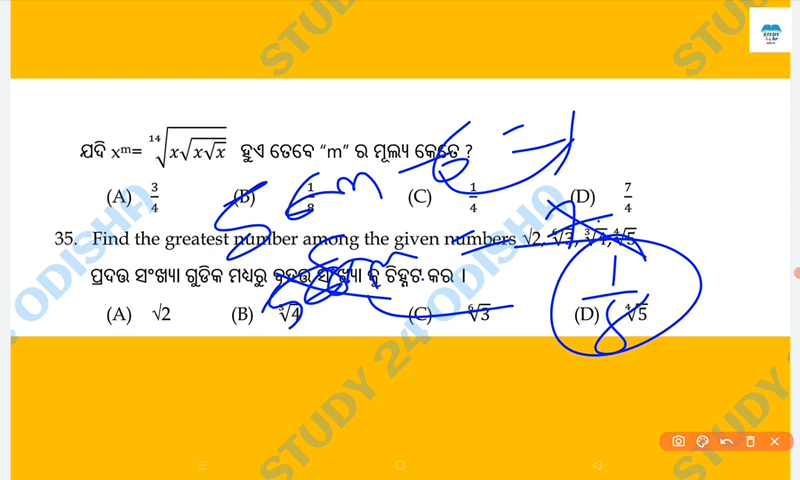 STUDY
ଯଦି xᵐ= ¹⁴√(x√(x√x)) ହୁଏ ତେବେ “m” ର ମୂଲ୍ୟ କେତେ ?
(A) 3/4 (B) 1/8 (C) 1/4 (D) 7/4
35. Find the greatest number among the given numbers √2, ⁶√3, ³√4, ⁴√5
ପ୍ରଦତ୍ତ ସଂଖ୍ୟା ଗୁଡିକ ମଧ୍ୟରୁ ବୃହତ୍ତ ସଂଖ୍ୟା କୁ ଚିହ୍ନଟ କର ।
(A) √2 (B) ³√4 (C) ⁶√3 (D) ⁴√5
1/8
STUDY 24 ODISHA